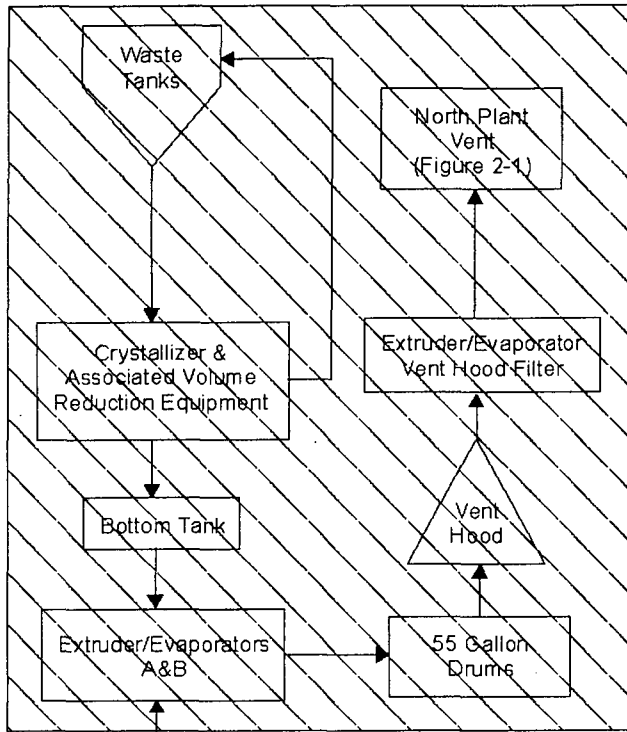 Waste
Tanks
North Plant
Vent
(Figure 2-1)
Crystallizer &
Associated Volume
Reduction Equipment
Extruder/Evaporator
Vent Hood Filter
Bottom Tank
Vent
Hood
Extruder/Evaporators
A&B
55 Gallon
Drums